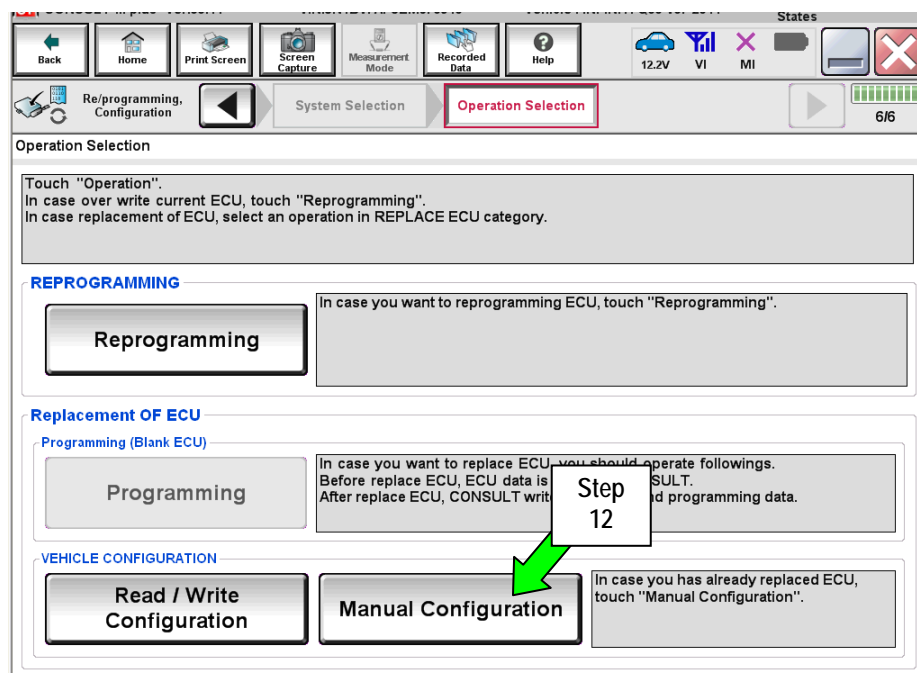 States
Back
Home
Print Screen
Screen
Capture
Measurement
Mode
Recorded
Data
Help
12.2V
VI
MI
Re/programming,
Configuration
System Selection
Operation Selection
6/6
Operation Selection
Touch "Operation".
In case over write current ECU, touch "Reprogramming".
In case replacement of ECU, select an operation in REPLACE ECU category.
REPROGRAMMING
Reprogramming
In case you want to reprogramming ECU, touch "Reprogramming".
Replacement OF ECU
Programming (Blank ECU)
Programming
In case you want to replace ECU, you should operate followings.
Before replace ECU, ECU data is SULT.
After replace ECU, CONSULT writ nd programming data.
Step
12
VEHICLE CONFIGURATION
Read / Write
Configuration
Manual Configuration
In case you has already replaced ECU,
touch "Manual Configuration".